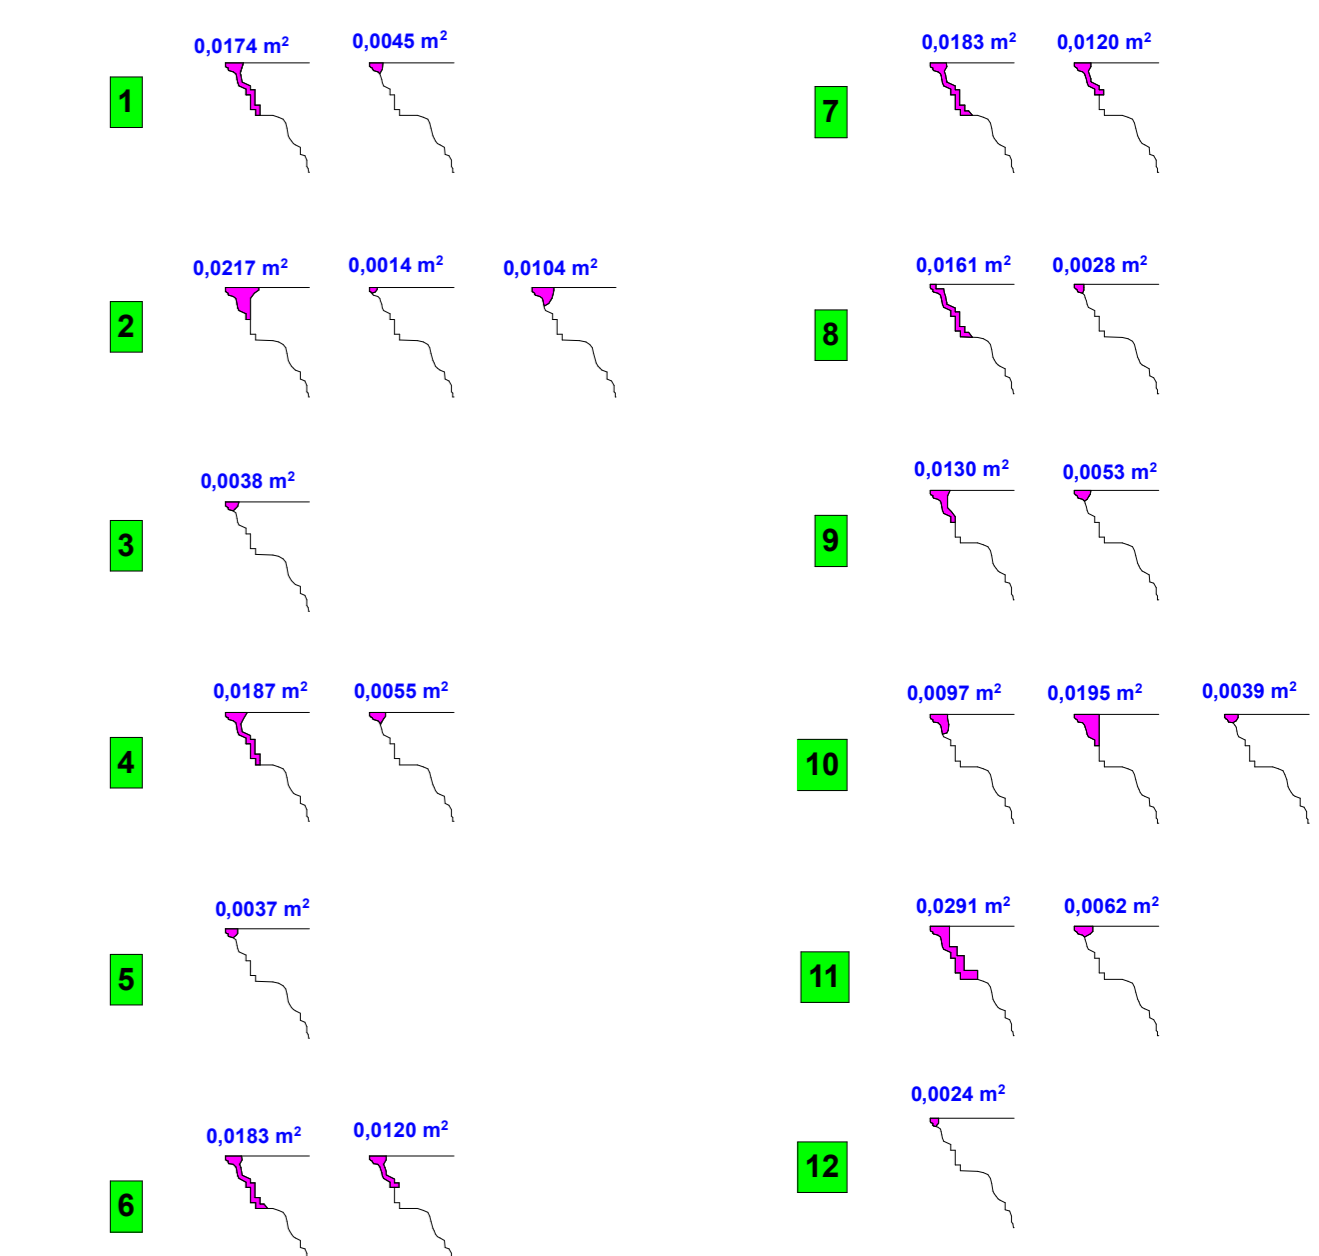 0,0174 m² 0,0045 m²
1
0,0217 m² 0,0014 m² 0,0104 m²
2
0,0038 m²
3
0,0187 m² 0,0055 m²
4
0,0037 m²
5
0,0183 m² 0,0120 m²
6
0,0183 m² 0,0120 m²
7
0,0161 m² 0,0028 m²
8
0,0130 m² 0,0053 m²
9
0,0097 m² 0,0195 m² 0,0039 m²
10
0,0291 m² 0,0062 m²
11
0,0024 m²
12